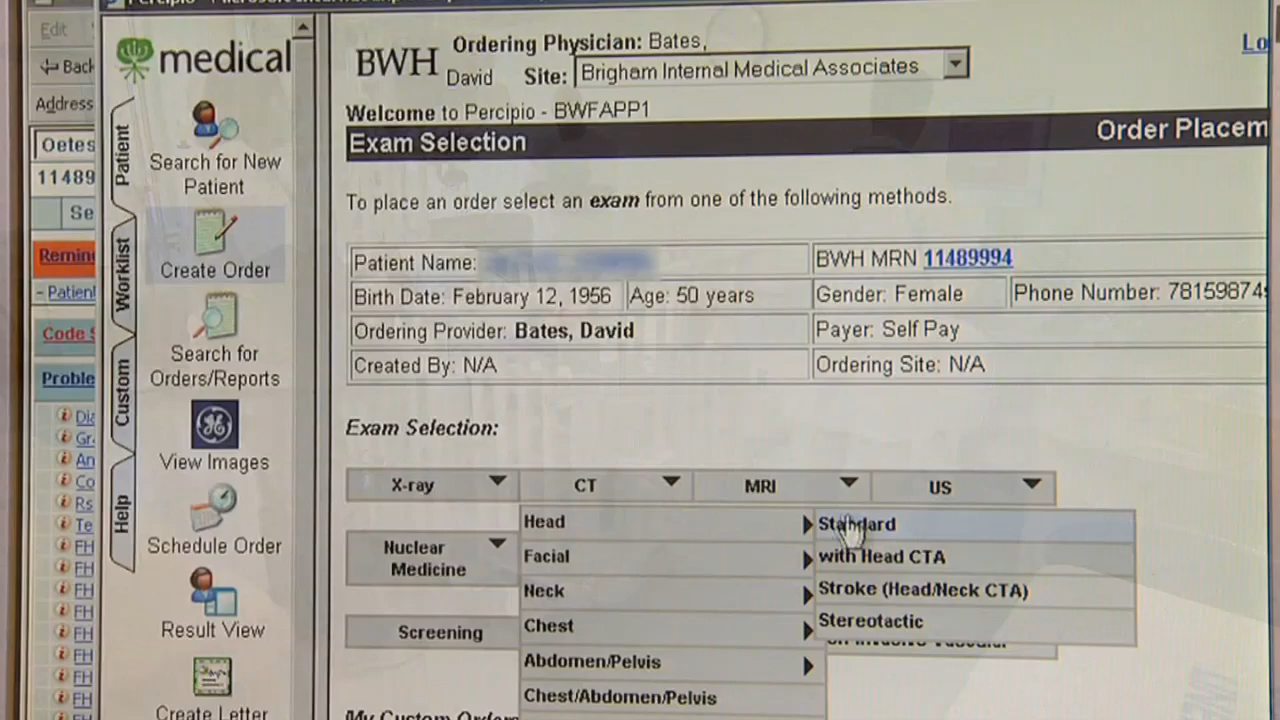 Edit
Back
Address
Oetes
11489
Se
Remin
Patient
Code S
Proble
Dia
Gr
An
Co
Rs
Te
FH
FH
FH
FH
FH
FH
FH
FH
medical
Patient
Worklist
Custom
Help
Search for New
Patient
Create Order
Search for
Orders/Reports
View Images
Schedule Order
Result View
Create Letter
BWH
Ordering Physician: Bates,
David Site: Brigham Internal Medical Associates
Lo
Welcome to Percipio - BWFAPP1
Exam Selection Order Placem
To place an order select an exam from one of the following methods.
Patient Name: BWH MRN 11489994
Birth Date: February 12, 1956 Age: 50 years Gender: Female Phone Number: 78159874
Ordering Provider: Bates, David Payer: Self Pay
Created By: N/A Ordering Site: N/A
Exam Selection:
X-ray CT MRI US
Nuclear
Medicine
Screening
Head
Facial
Neck
Chest
Abdomen/Pelvis
Chest/Abdomen/Pelvis
Standard
with Head CTA
Stroke (Head/Neck CTA)
Stereotactic
My Custom Orders